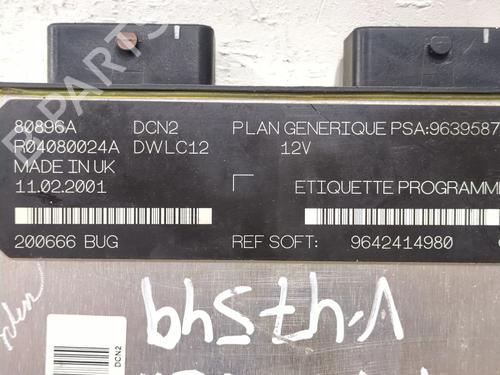 80896A DCN2 PLAN GENERIQUE PSA:9639587
R04080024A DWLC12 12V
MADE IN UK
11.02.2001 ETIQUETTE PROGRAMME
200666 BUG REF SOFT: 9642414980
DCN2